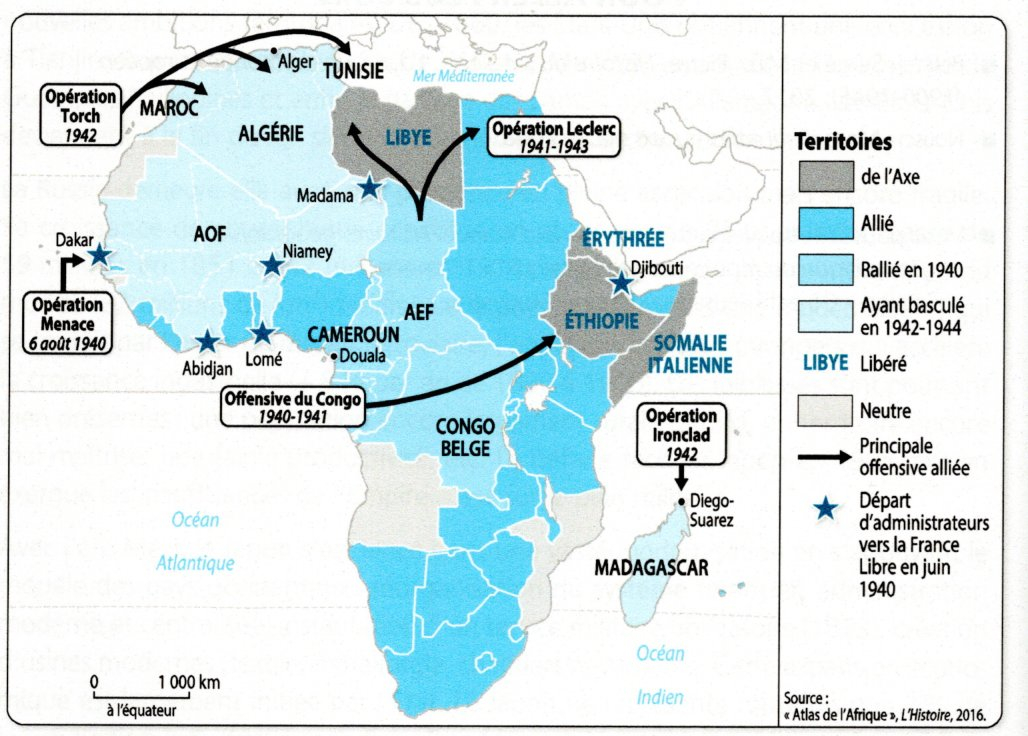 Opération
Torch
1942
Alger
TUNISIE
Mer Méditerranée
MAROC
ALGÉRIE
LIBYE
Opération Leclerc
1941-1943
Madama
Dakar
AOF
Niamey
ÉRYTHRÉE
Djibouti
Opération
Menace
6 août 1940
AEF
ÉTHIOPIE
CAMEROUN
Douala
Abidjan
Lomé
SOMALIE
ITALIENNE
Offensive du Congo
1940-1941
CONGO
BELGE
Opération
Ironclad
1942
Diego-
Suarez
Océan
Atlantique
MADAGASCAR
Océan
Indien
0
1 000 km
à l'équateur
Territoires
de l'Axe
Allié
Rallié en 1940
Ayant basculé
en 1942-1944
LIBYE Libéré
Neutre
Principale
offensive alliée
Départ
d'administrateurs
vers la France
Libre en juin
1940
Source :
« Atlas de l'Afrique », L'Histoire, 2016.